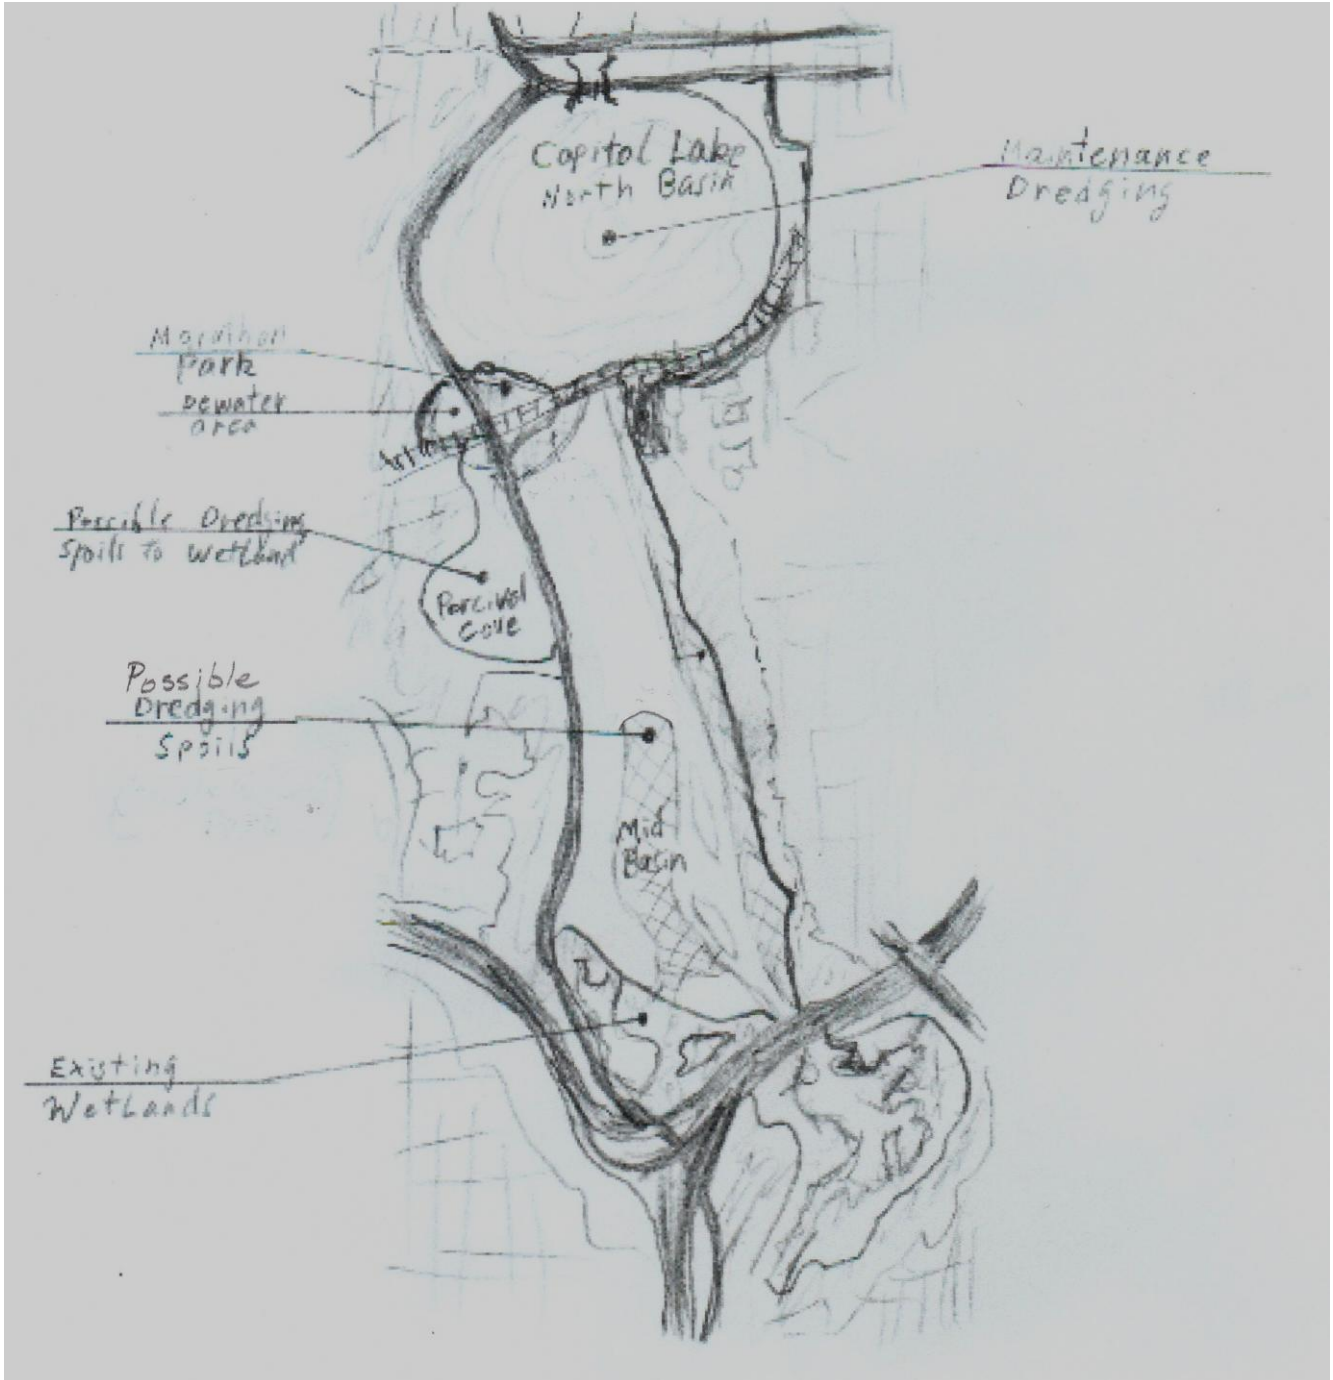 Capitol Lake
North Basin
Maintenance
Dredging
Marathon
Park
Dewater
area
Possible Dredging
Spoils To Wetland
Percival
Cove
Possible
Dredging
Spoils
Mid
Basin
Existing
Wetlands